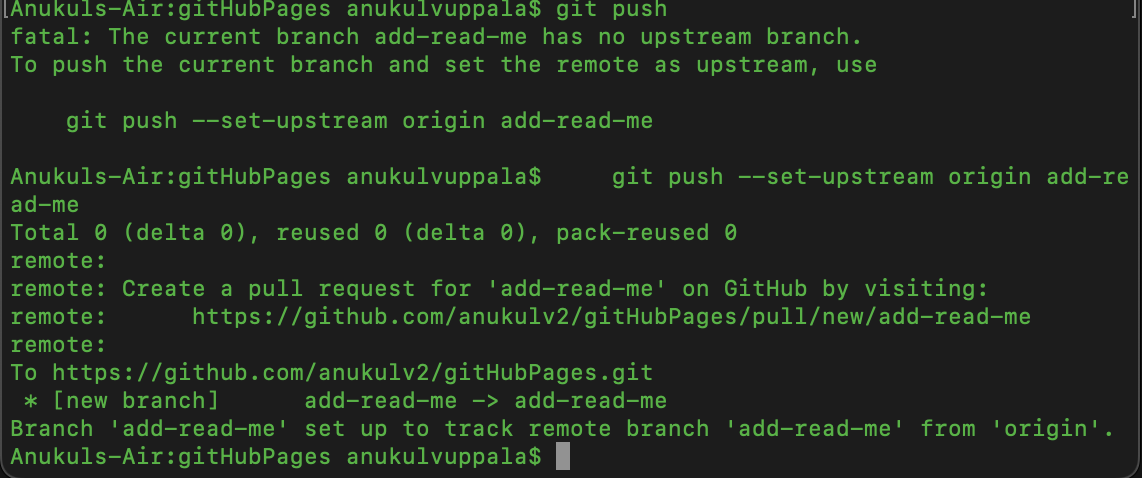 [Anukuls-Air:gitHubPages anukulvuppala$ git push ]
fatal: The current branch add-read-me has no upstream branch.
To push the current branch and set the remote as upstream, use
    git push --set-upstream origin add-read-me
Anukuls-Air:gitHubPages anukulvuppala$     git push --set-upstream origin add-re
ad-me
Total 0 (delta 0), reused 0 (delta 0), pack-reused 0
remote:
remote: Create a pull request for 'add-read-me' on GitHub by visiting:
remote:      https://github.com/anukulv2/gitHubPages/pull/new/add-read-me
remote:
To https://github.com/anukulv2/gitHubPages.git
 * [new branch]      add-read-me -> add-read-me
Branch 'add-read-me' set up to track remote branch 'add-read-me' from 'origin'.
Anukuls-Air:gitHubPages anukulvuppala$